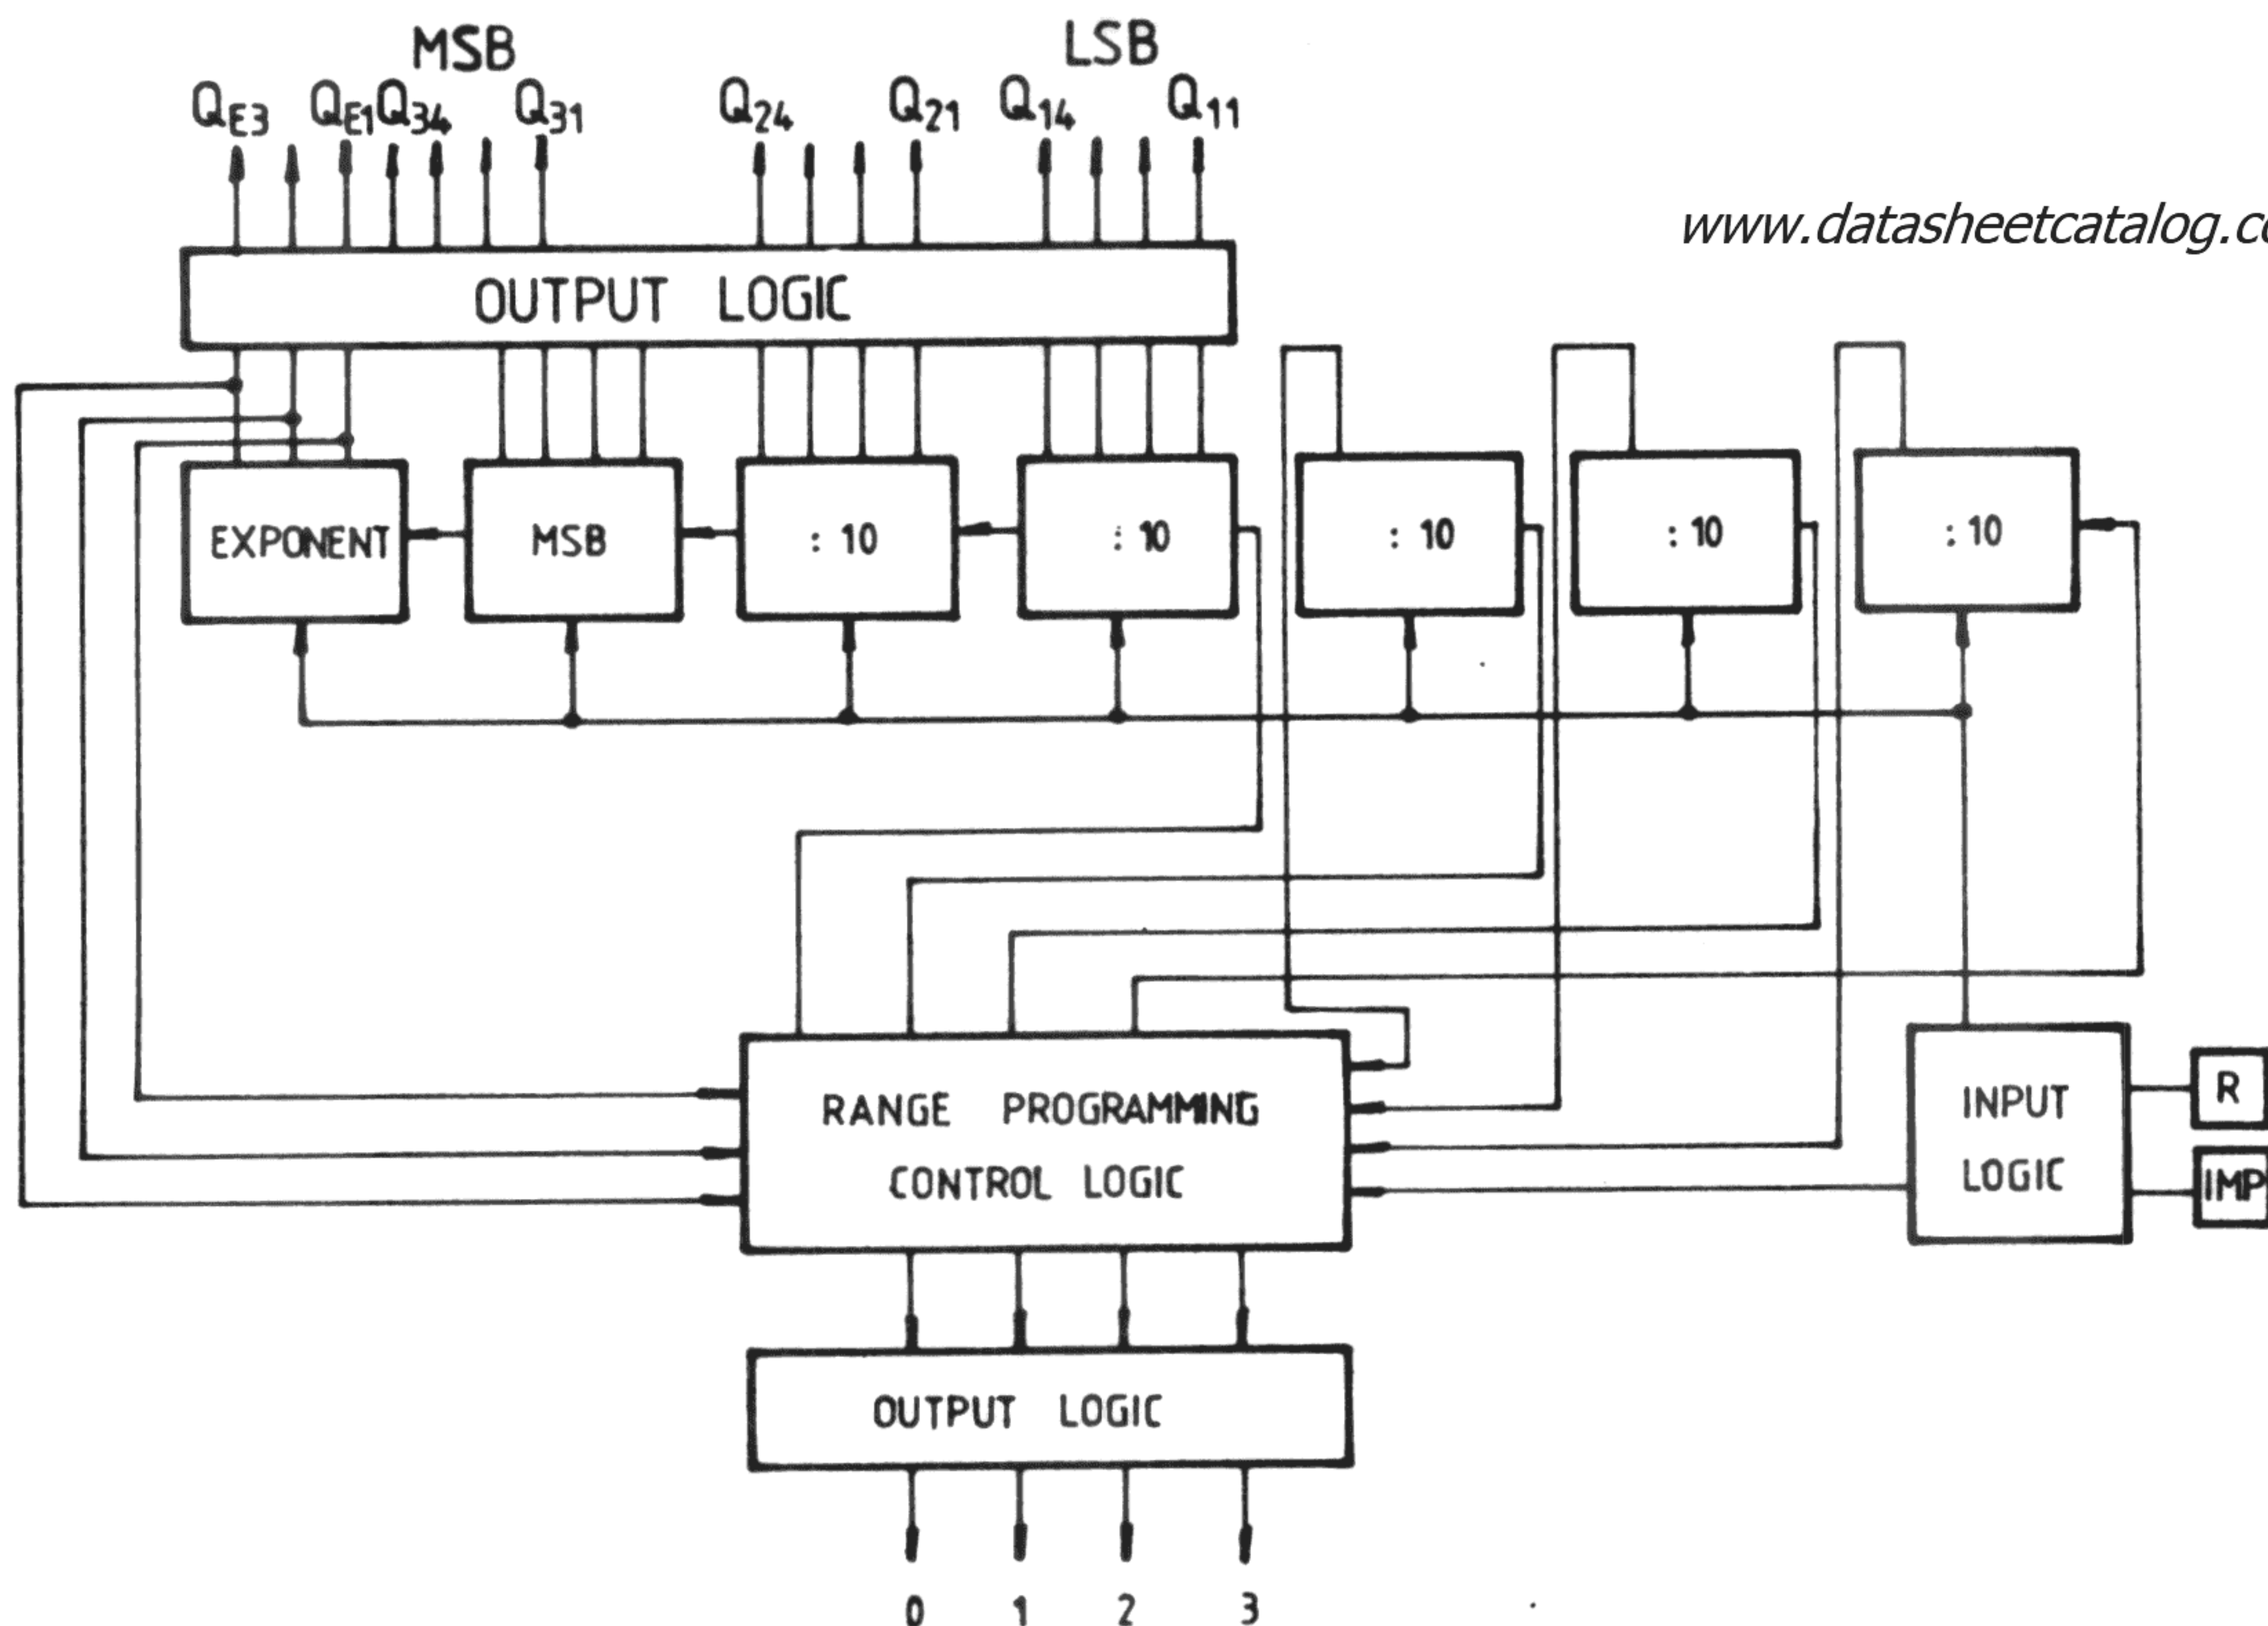 MSB LSB
QE3 QE1 Q34 Q31 Q24 Q21 Q14 Q11
www.datasheetcatalog.co
OUTPUT LOGIC
EXPONENT MSB : 10 : 10 : 10 : 10 : 10
RANGE PROGRAMMING
CONTROL LOGIC
INPUT
LOGIC
R
IMP
OUTPUT LOGIC
0 1 2 3